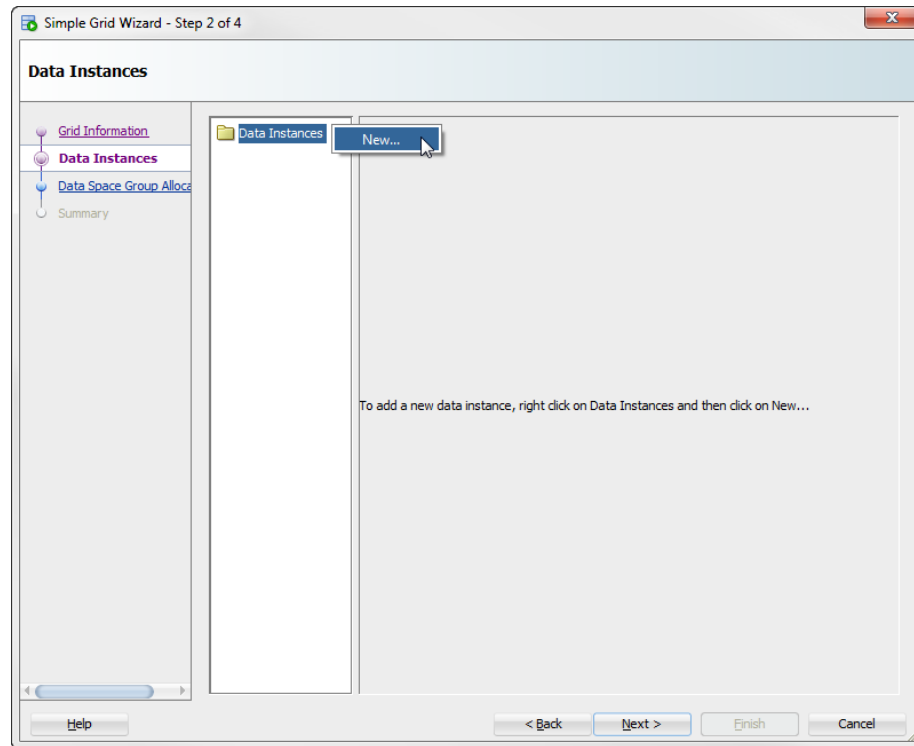 Simple Grid Wizard - Step 2 of 4
Data Instances
Grid Information
Data Instances
Data Space Group Alloca
Summary
Data Instances
New...
To add a new data instance, right click on Data Instances and then click on New...
Help
< Back
Next >
Finish
Cancel